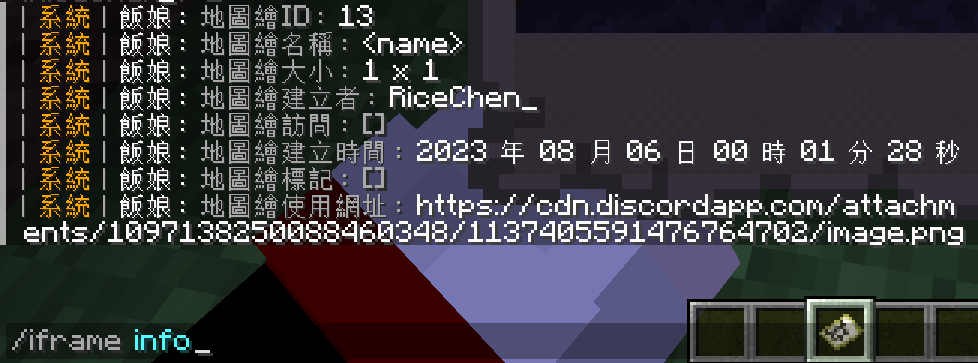 | 系統 | 飯娘: 地圖繪ID: 13
| 系統 | 飯娘: 地圖繪名稱: <name>
| 系統 | 飯娘: 地圖繪大小: 1 x 1
| 系統 | 飯娘: 地圖繪建立者: RiceChen_
| 系統 | 飯娘: 地圖繪訪問: []
| 系統 | 飯娘: 地圖繪建立時間: 2023 年 08 月 06 日 00 時 01 分 28 秒
| 系統 | 飯娘: 地圖繪標記: []
| 系統 | 飯娘: 地圖繪使用網址: https://cdn.discordapp.com/attachm
ents/1097138250088460348/1137405591476764702/image.png
/iframe info_